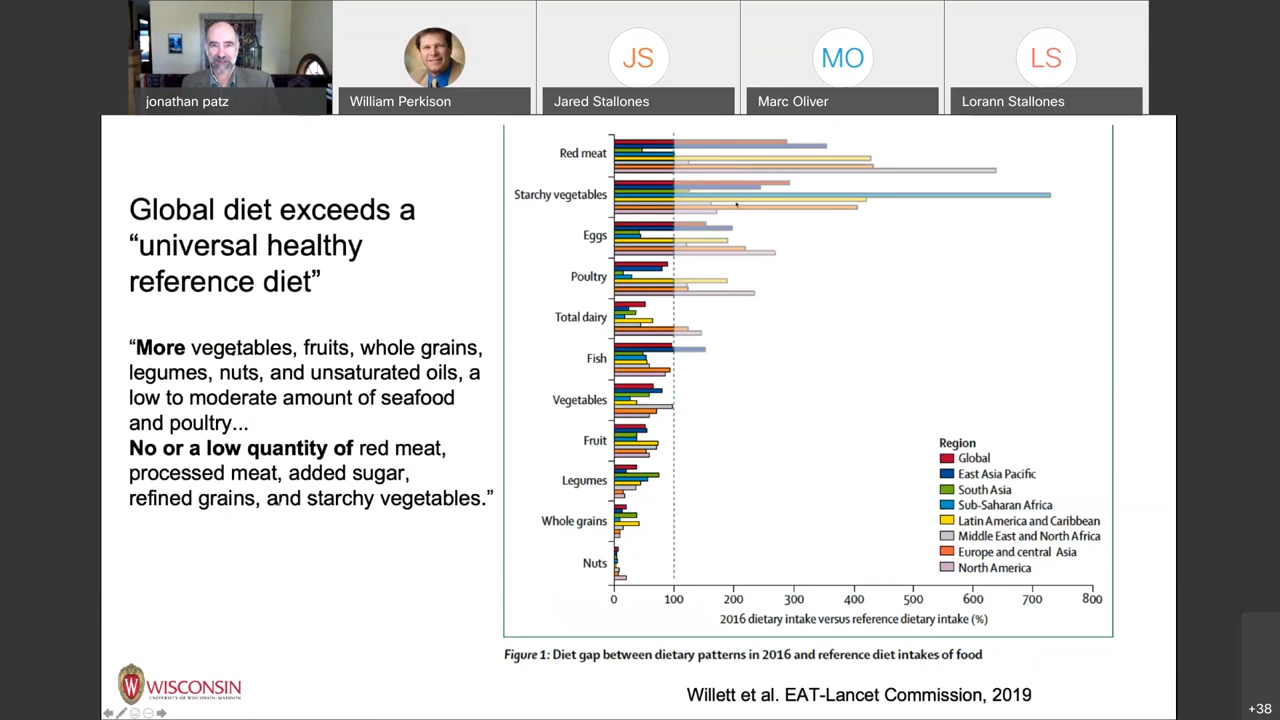 jonathan patz
William Perkison
JS
Jared Stallones
MO
Marc Oliver
LS
Lorann Stallones
Global diet exceeds a
“universal healthy
reference diet”
“More vegetables, fruits, whole grains,
legumes, nuts, and unsaturated oils, a
low to moderate amount of seafood
and poultry...
No or a low quantity of red meat,
processed meat, added sugar,
refined grains, and starchy vegetables.”
Red meat
Starchy vegetables
Eggs
Poultry
Total dairy
Fish
Vegetables
Fruit
Legumes
Whole grains
Nuts
Region
Global
East Asia Pacific
South Asia
Sub-Saharan Africa
Latin America and Caribbean
Middle East and North Africa
Europe and central Asia
North America
0 100 200 300 400 500 600 700 800
2016 dietary intake versus reference dietary intake (%)
Figure 1: Diet gap between dietary patterns in 2016 and reference diet intakes of food
W WISCONSIN
UNIVERSITY OF WISCONSIN–MADISON
Willett et al. EAT-Lancet Commission, 2019
+38